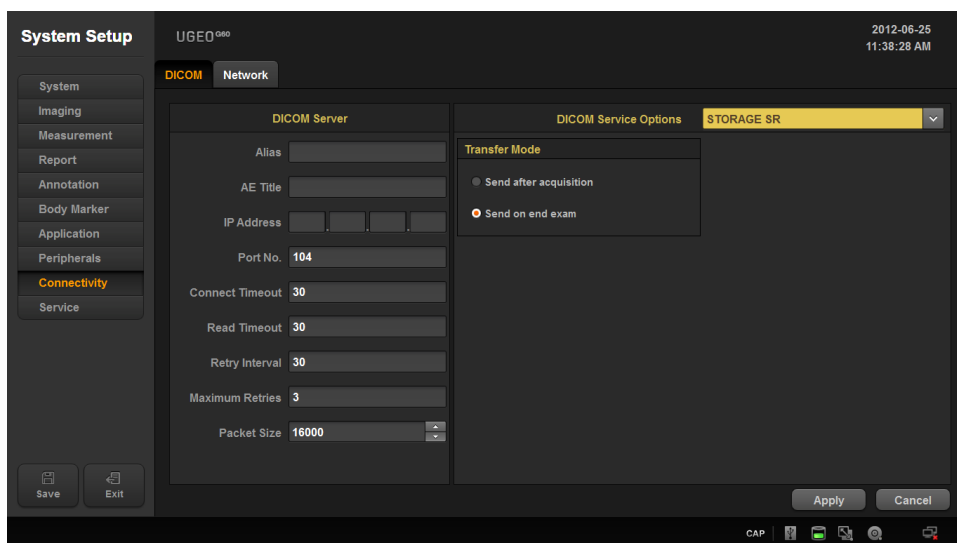 System Setup
UGEO G60
2012-06-25
11:38:28 AM
DICOM
Network
System
Imaging
Measurement
Report
Annotation
Body Marker
Application
Peripherals
Connectivity
Service
Save
Exit
DICOM Server
Alias
AE Title
IP Address . . .
Port No. 104
Connect Timeout 30
Read Timeout 30
Retry Interval 30
Maximum Retries 3
Packet Size 16000
DICOM Service Options STORAGE SR
Transfer Mode
Send after acquisition
Send on end exam
Apply
Cancel
CAP